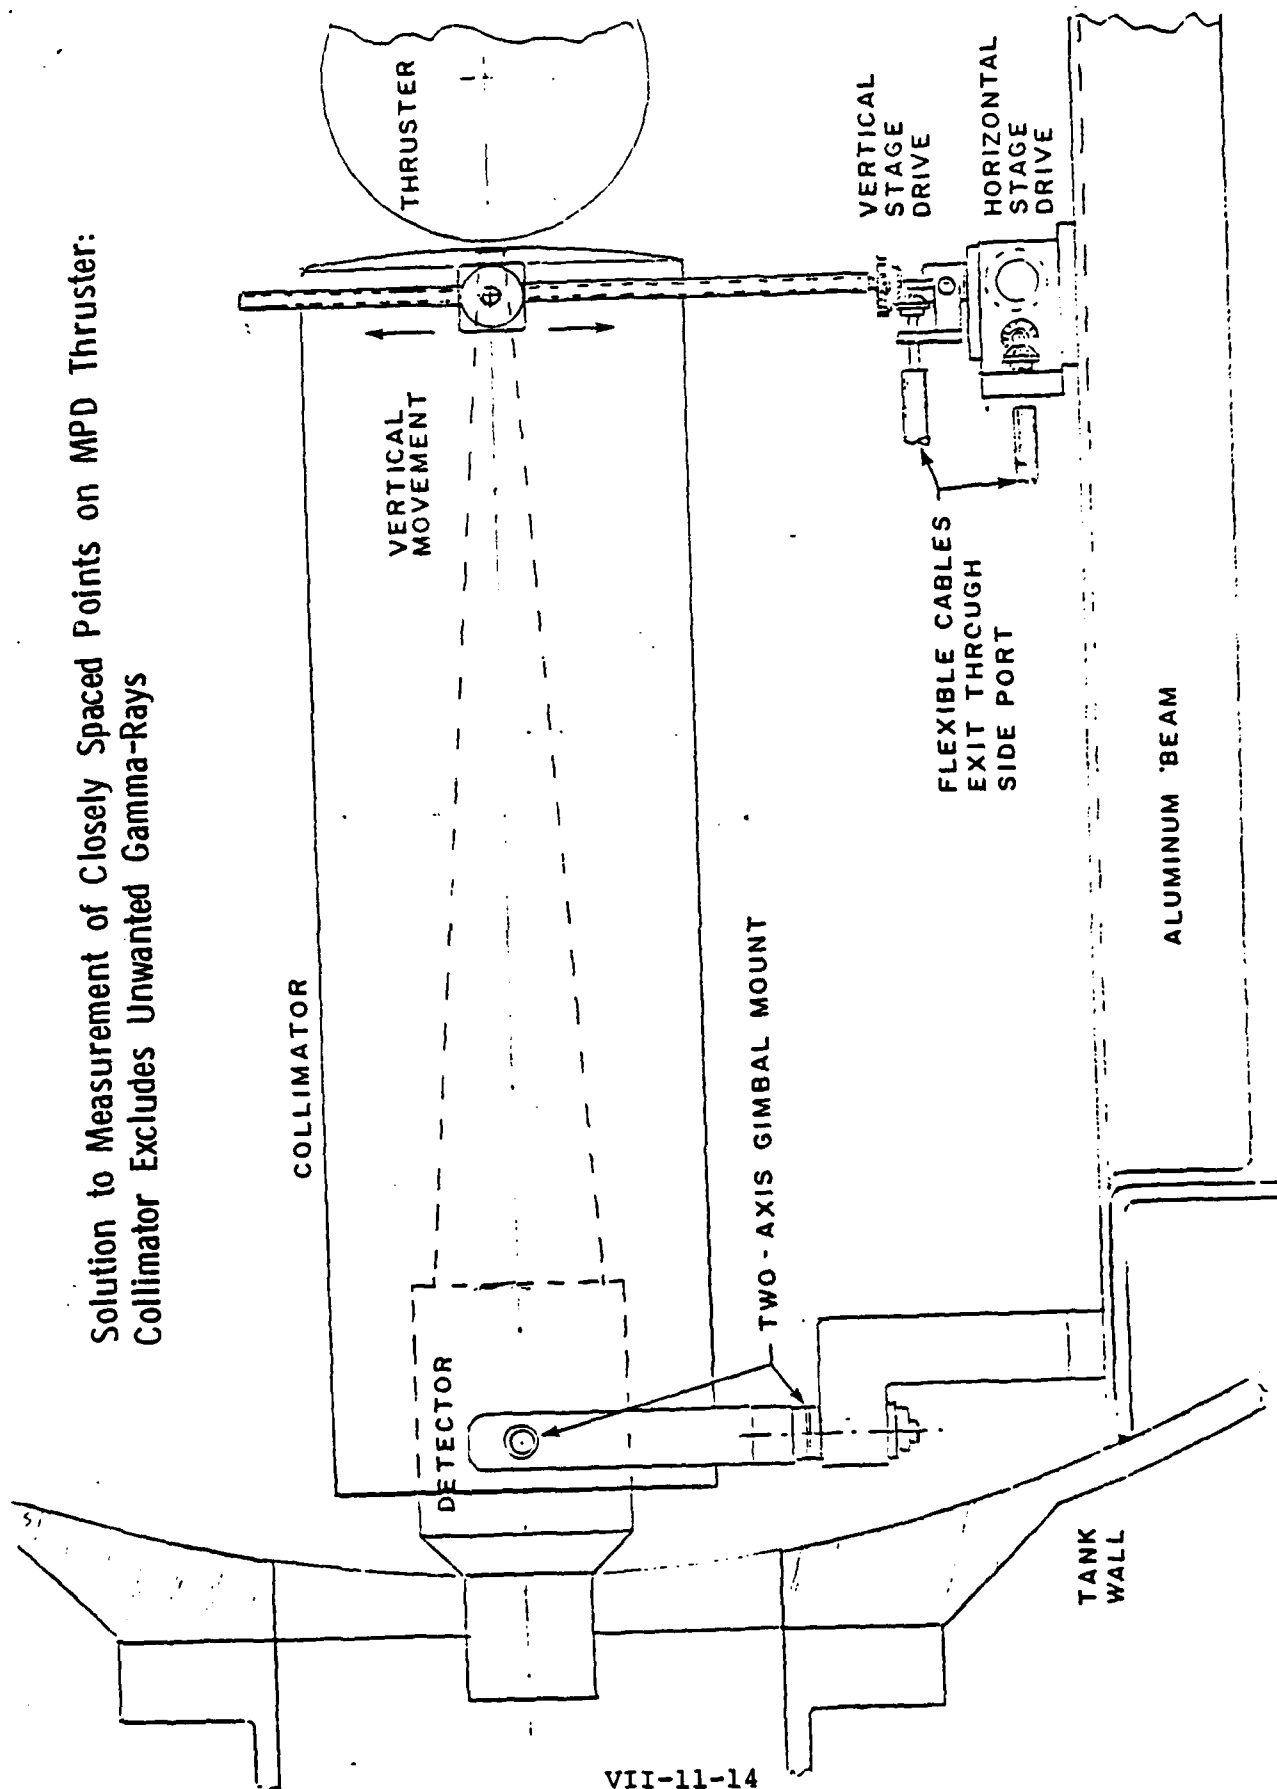 Solution to Measurement of Closely Spaced Points on MPD Thruster:
Collimator Excludes Unwanted Gamma-Rays
COLLIMATOR
THRUSTER
VERTICAL
MOVEMENT
DETECTOR
TWO-AXIS GIMBAL MOUNT
VERTICAL
STAGE
DRIVE
HORIZONTAL
STAGE
DRIVE
FLEXIBLE CABLES
EXIT THROUGH
SIDE PORT
ALUMINUM BEAM
TANK
WALL
VII-11-14